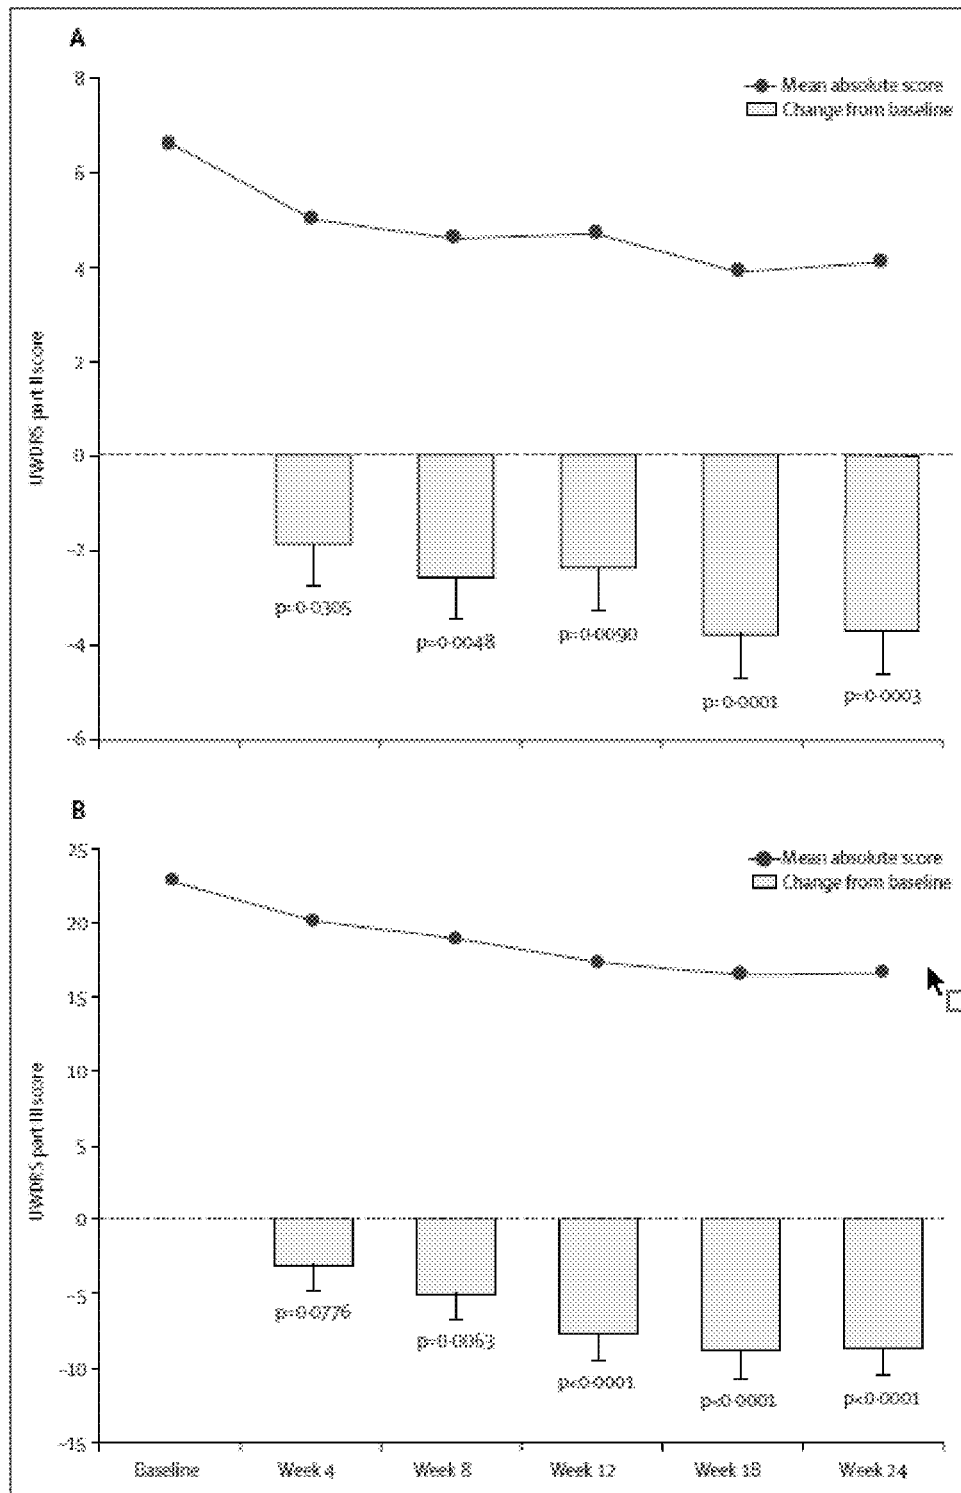 A
8
Mean absolute score
Change from baseline
6
4
2
0
-2
-4
-6
UWDRS part II score
p=0·0305
p=0·0048
p=0·0090
p=0·0001
p=0·0003
B
25
Mean absolute score
Change from baseline
20
15
10
5
0
-5
-10
-15
UWDRS part III score
p=0·0776
p=0·0063
p<0·0001
p<0·0001
p<0·0001
Baseline
Week 4
Week 8
Week 12
Week 18
Week 24